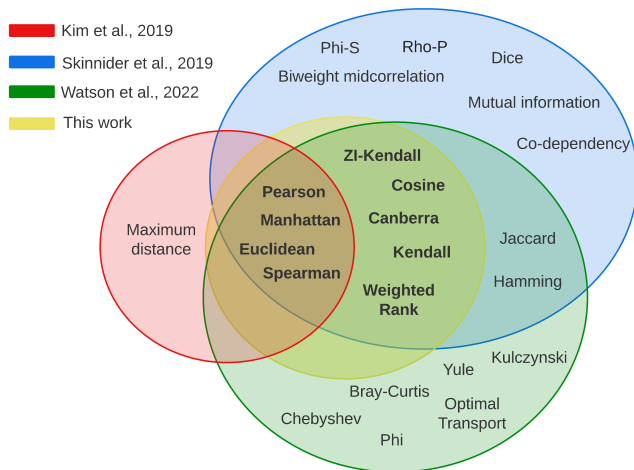 Kim et al., 2019
Skinnider et al., 2019
Watson et al., 2022
This work
Phi-S
Rho-P
Dice
Biweight midcorrelation
Mutual information
Co-dependency
ZI-Kendall
Pearson
Cosine
Manhattan
Canberra
Maximum
distance
Euclidean
Kendall
Jaccard
Spearman
Hamming
Weighted
Rank
Kulczynski
Yule
Bray-Curtis
Optimal
Transport
Chebyshev
Phi